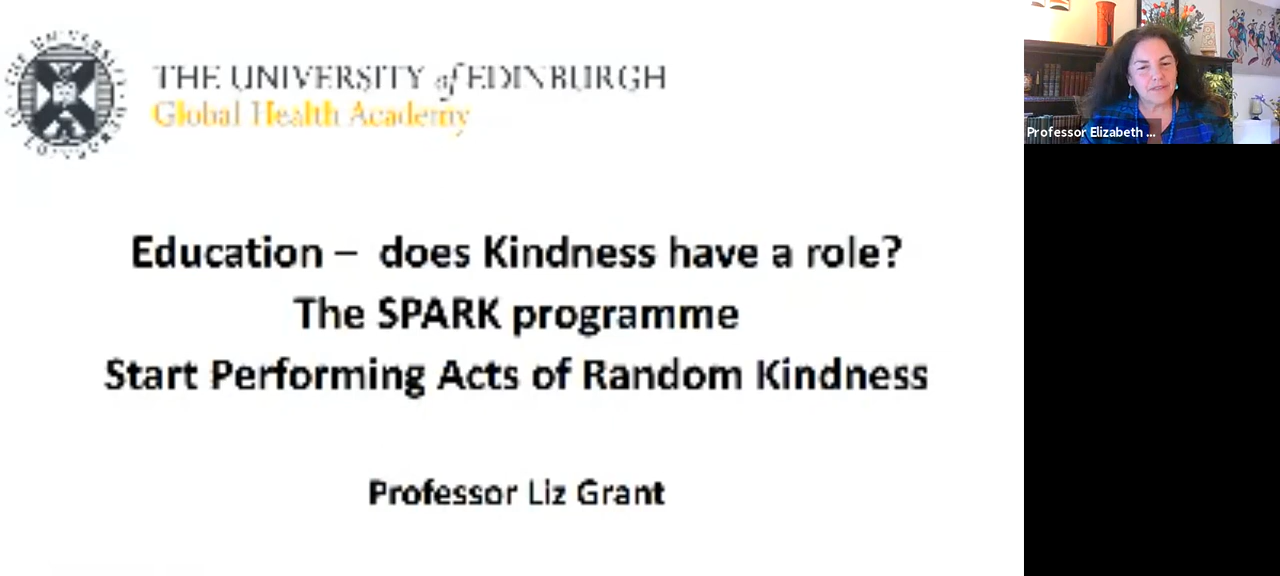 THE UNIVERSITY of EDINBURGH
Global Health Academy
Education – does Kindness have a role?
The SPARK programme
Start Performing Acts of Random Kindness
Professor Liz Grant
Professor Elizabeth ...